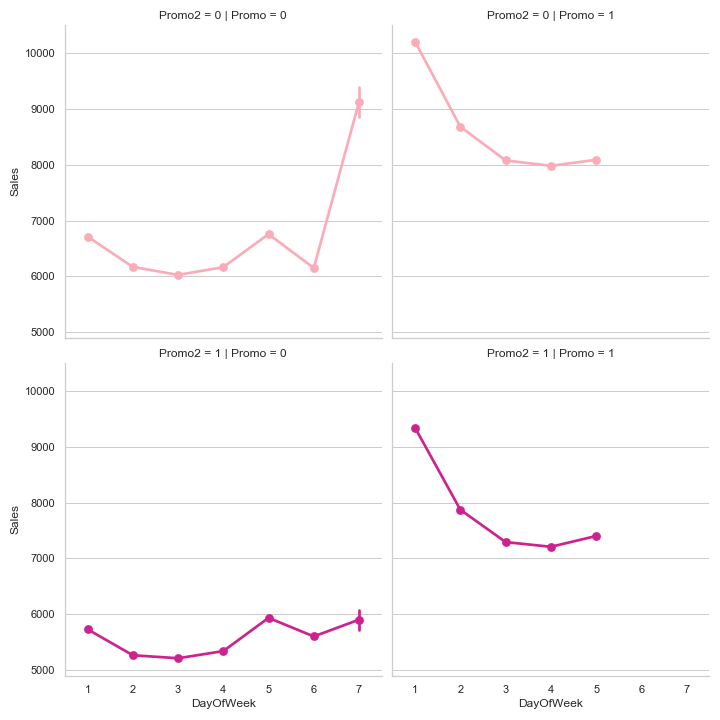 Promo2 = 0 | Promo = 0
Promo2 = 0 | Promo = 1
10000
9000
8000
7000
6000
5000
Sales
Promo2 = 1 | Promo = 0
Promo2 = 1 | Promo = 1
10000
9000
8000
7000
6000
5000
Sales
1 2 3 4 5 6 7
DayOfWeek
1 2 3 4 5 6 7
DayOfWeek